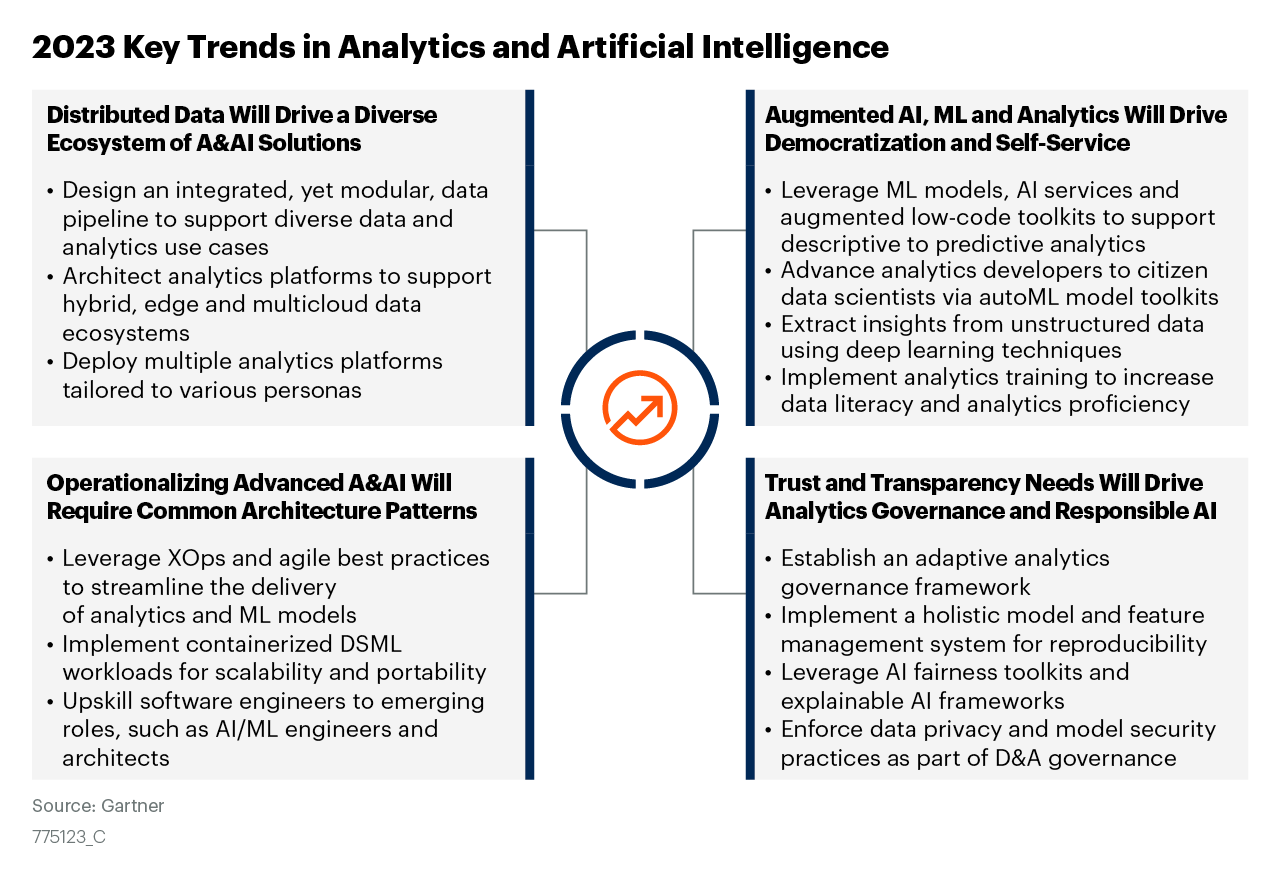 2023 Key Trends in Analytics and Artificial Intelligence
Distributed Data Will Drive a Diverse
Ecosystem of A&AI Solutions
• Design an integrated, yet modular, data
pipeline to support diverse data and
analytics use cases
• Architect analytics platforms to support
hybrid, edge and multicloud data
ecosystems
• Deploy multiple analytics platforms
tailored to various personas
Augmented AI, ML and Analytics Will Drive
Democratization and Self-Service
• Leverage ML models, AI services and
augmented low-code toolkits to support
descriptive to predictive analytics
• Advance analytics developers to citizen
data scientists via autoML model toolkits
• Extract insights from unstructured data
using deep learning techniques
• Implement analytics training to increase
data literacy and analytics proficiency
Operationalizing Advanced A&AI Will
Require Common Architecture Patterns
• Leverage XOps and agile best practices
to streamline the delivery
of analytics and ML models
• Implement containerized DSML
workloads for scalability and portability
• Upskill software engineers to emerging
roles, such as AI/ML engineers and
architects
Trust and Transparency Needs Will Drive
Analytics Governance and Responsible AI
• Establish an adaptive analytics
governance framework
• Implement a holistic model and feature
management system for reproducibility
• Leverage AI fairness toolkits and
explainable AI frameworks
• Enforce data privacy and model security
practices as part of D&A governance
Source: Gartner
775123_C